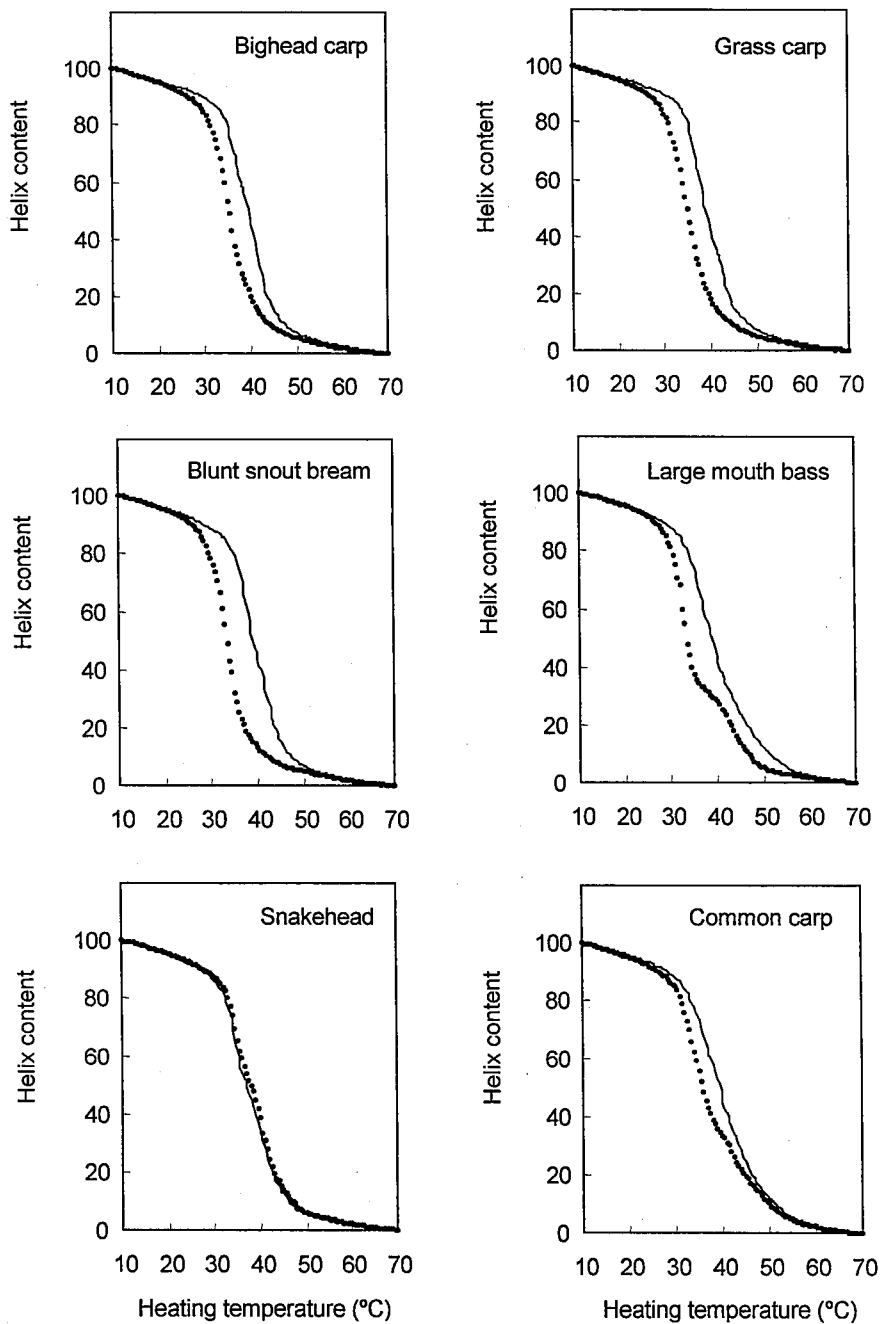 Bighead carp
Helix content
100
80
60
40
20
0
10 20 30 40 50 60 70
Grass carp
Helix content
100
80
60
40
20
0
10 20 30 40 50 60 70
Blunt snout bream
Helix content
100
80
60
40
20
0
10 20 30 40 50 60 70
Large mouth bass
Helix content
100
80
60
40
20
0
10 20 30 40 50 60 70
Snakehead
Helix content
100
80
60
40
20
0
10 20 30 40 50 60 70
Heating temperature (ºC)
Common carp
Helix content
100
80
60
40
20
0
10 20 30 40 50 60 70
Heating temperature (ºC)